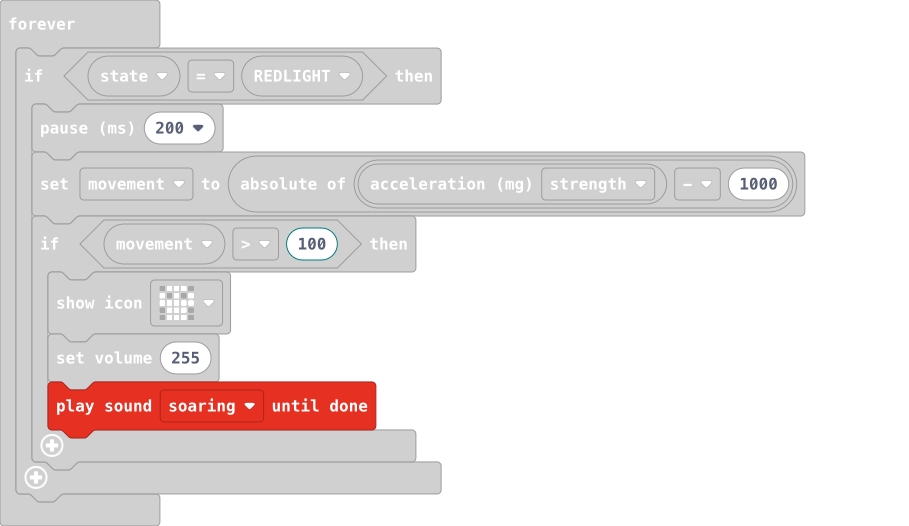 forever
if state = REDLIGHT then
pause (ms) 200
set movement to absolute of acceleration (mg) strength - 1000
if movement > 100 then
show icon
set volume 255
play sound soaring until done